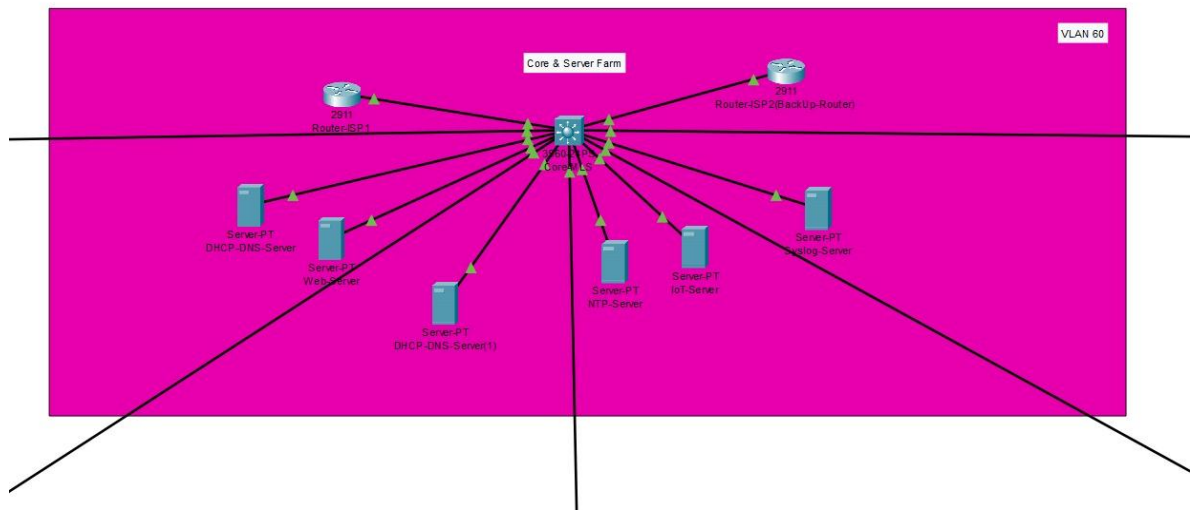 VLAN 60
Core & Server Farm
2911
Router-ISP1
2911
Router-ISP2(BackUp-Router)
Server-PT
DHCP-DNS-Server
Server-PT
Web-Server
Server-PT
DHCP-DNS-Server(1)
Server-PT
NTP-Server
Server-PT
IoT-Server
Server-PT
Syslog-Server